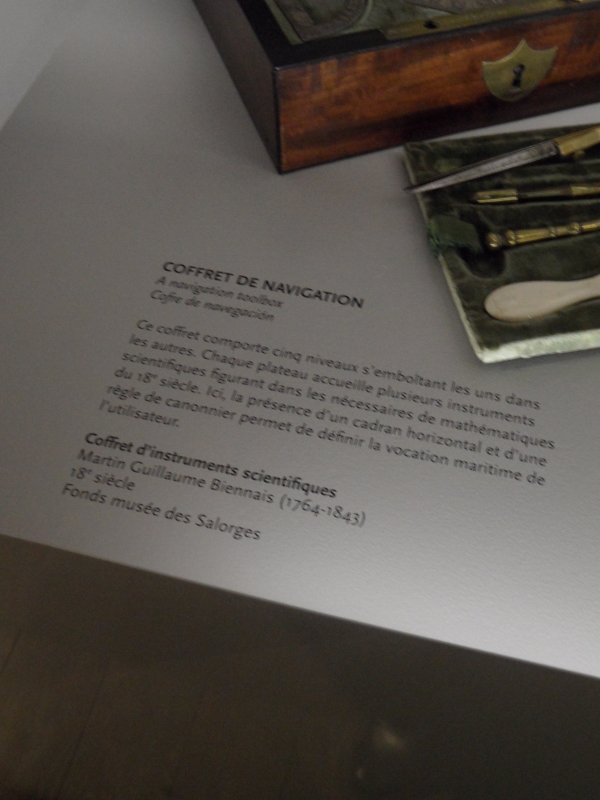 COFFRET DE NAVIGATION
A navigation toolbox
Cofre de navegación
Ce coffret comporte cinq niveaux s'emboîtant les uns dans
les autres. Chaque plateau accueille plusieurs instruments
scientifiques figurant dans les nécessaires de mathématiques
du 18e siècle. Ici, la présence d'un cadran horizontal et d'une
règle de canonnier permet de définir la vocation maritime de
l'utilisateur.
Coffret d'instruments scientifiques
Martin Guillaume Biennais (1764-1843)
18e siècle
Fonds musée des Salorges